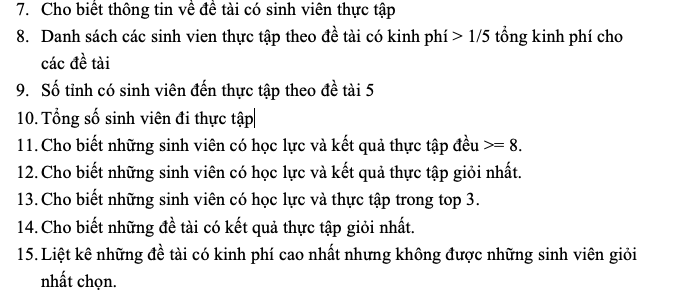 7. Cho biết thông tin về đề tài có sinh viên thực tập
8. Danh sách các sinh vien thực tập theo đề tài có kinh phí > 1/5 tổng kinh phí cho
các đề tài
9. Số tỉnh có sinh viên đến thực tập theo đề tài 5
10. Tổng số sinh viên đi thực tập
11. Cho biết những sinh viên có học lực và kết quả thực tập đều >= 8.
12. Cho biết những sinh viên có học lực và kết quả thực tập giỏi nhất.
13. Cho biết những sinh viên có học lực và thực tập trong top 3.
14. Cho biết những đề tài có kết quả thực tập giỏi nhất.
15. Liệt kê những đề tài có kinh phí cao nhất nhưng không được những sinh viên giỏi
nhất chọn.